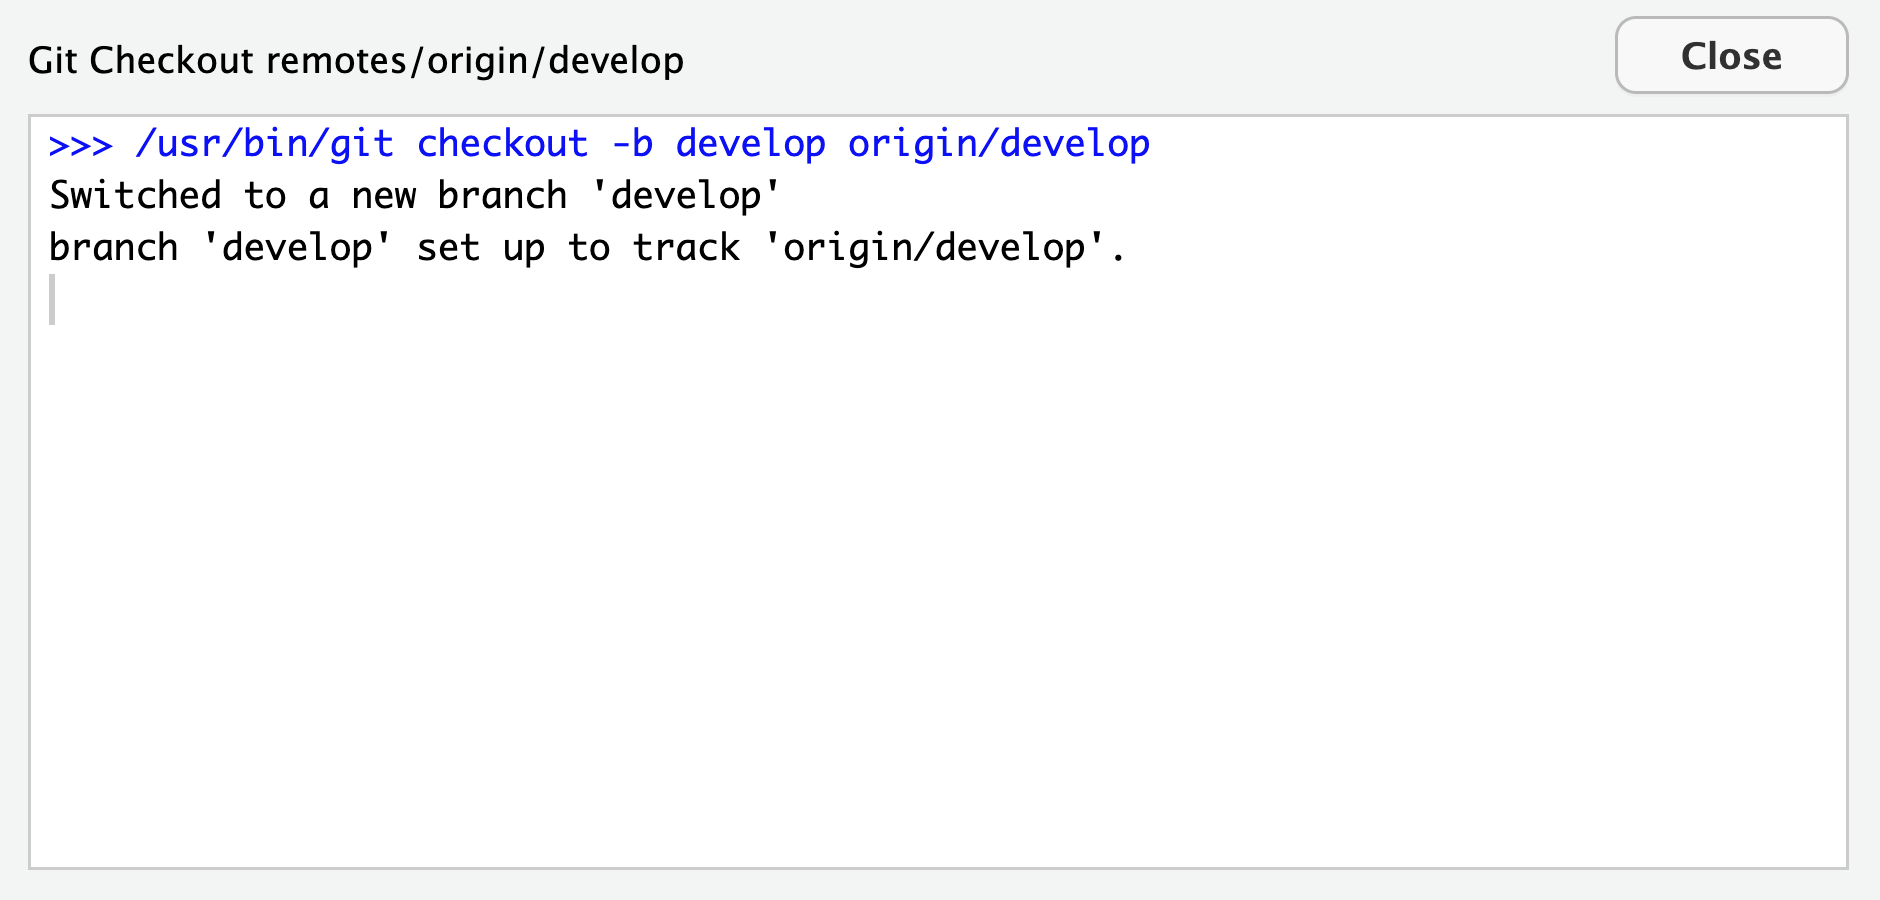 Git Checkout remotes/origin/develop
Close
>>> /usr/bin/git checkout -b develop origin/develop
Switched to a new branch 'develop'
branch 'develop' set up to track 'origin/develop'.